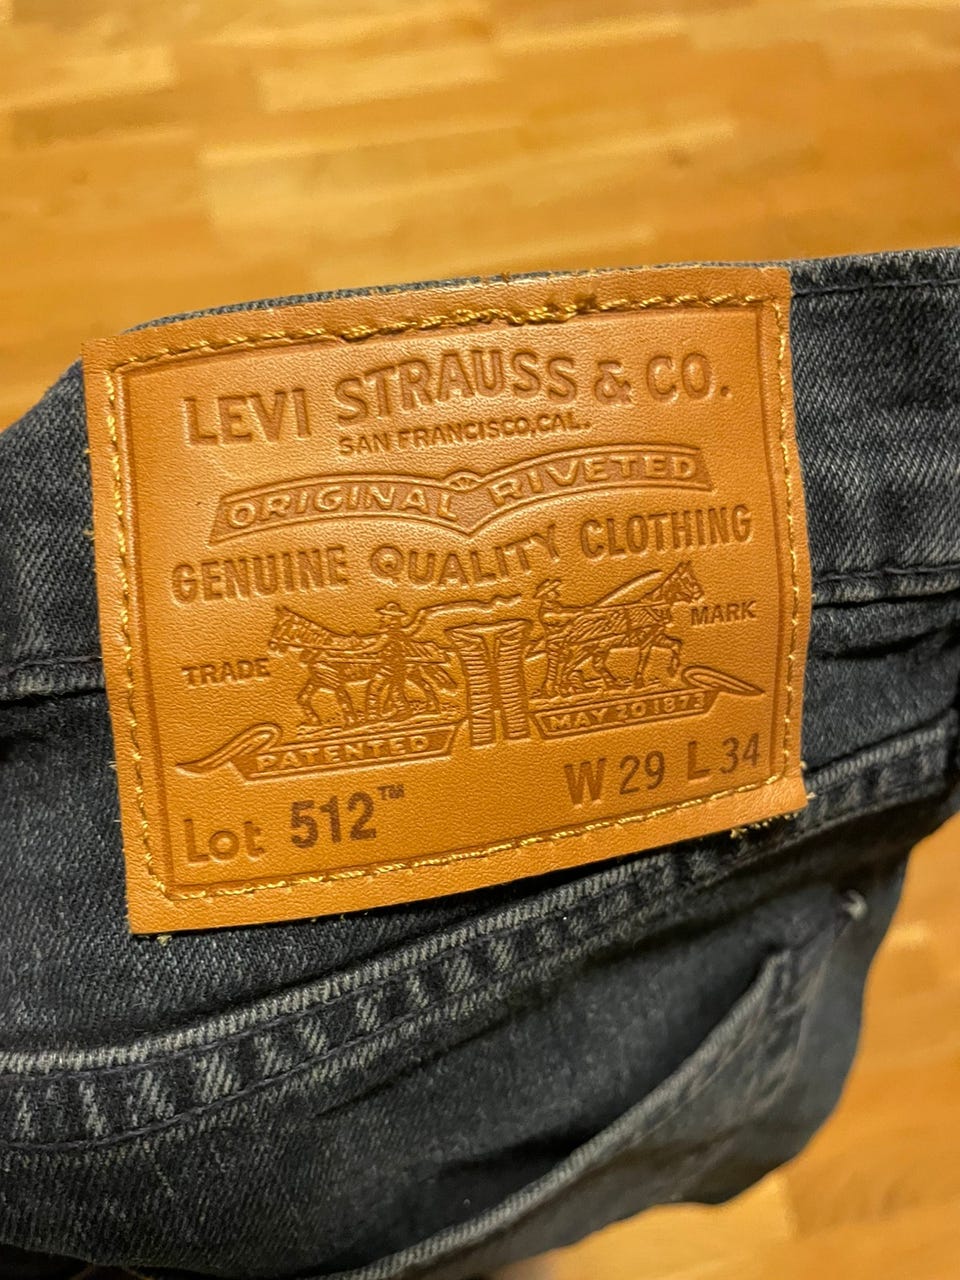 LEVI STRAUSS & CO.
SAN FRANCISCO, CAL.
ORIGINAL RIVETED
GENUINE QUALITY CLOTHING
TRADE MARK
PATENTED MAY 20 1873
Lot 512™ W 29 L 34